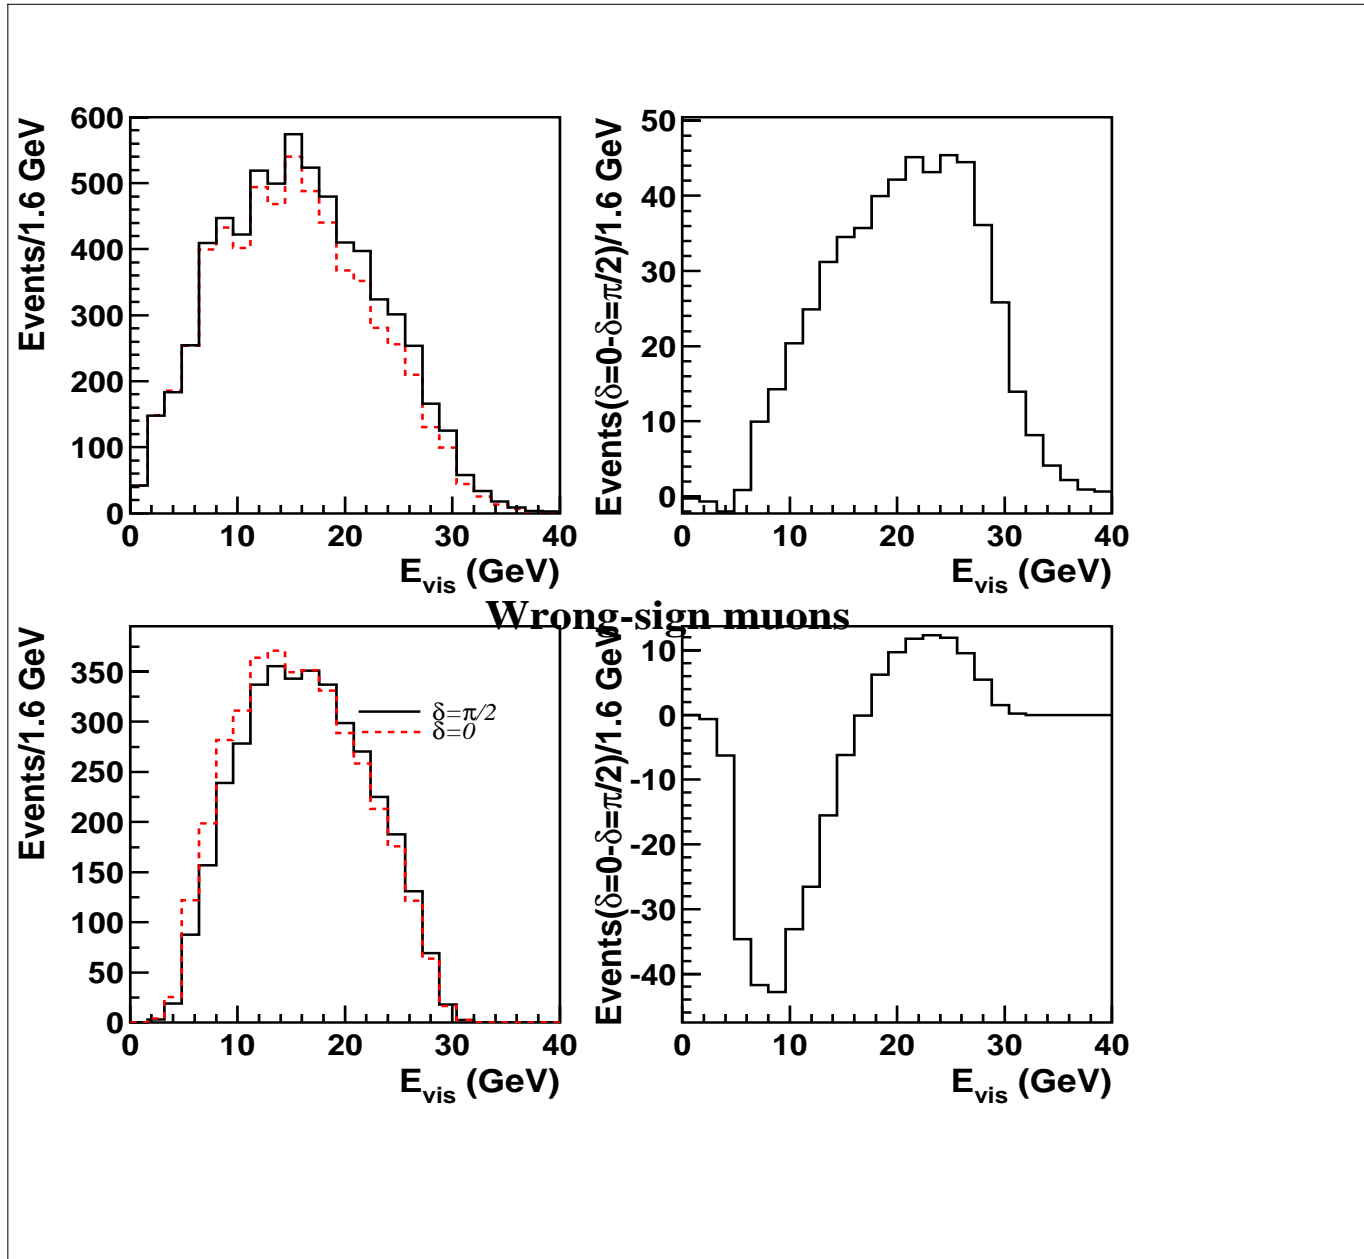 Events/1.6 GeV
600
500
400
300
200
100
0
0 10 20 30 40
E_vis (GeV)
Events(δ=0-δ=π/2)/1.6 GeV
50
40
30
20
10
0
0 10 20 30 40
E_vis (GeV)
Wrong-sign muons
Events/1.6 GeV
350
300
250
200
150
100
50
0
0 10 20 30 40
E_vis (GeV)
δ=π/2
δ=0
Events(δ=0-δ=π/2)/1.6 GeV
10
0
-10
-20
-30
-40
0 10 20 30 40
E_vis (GeV)